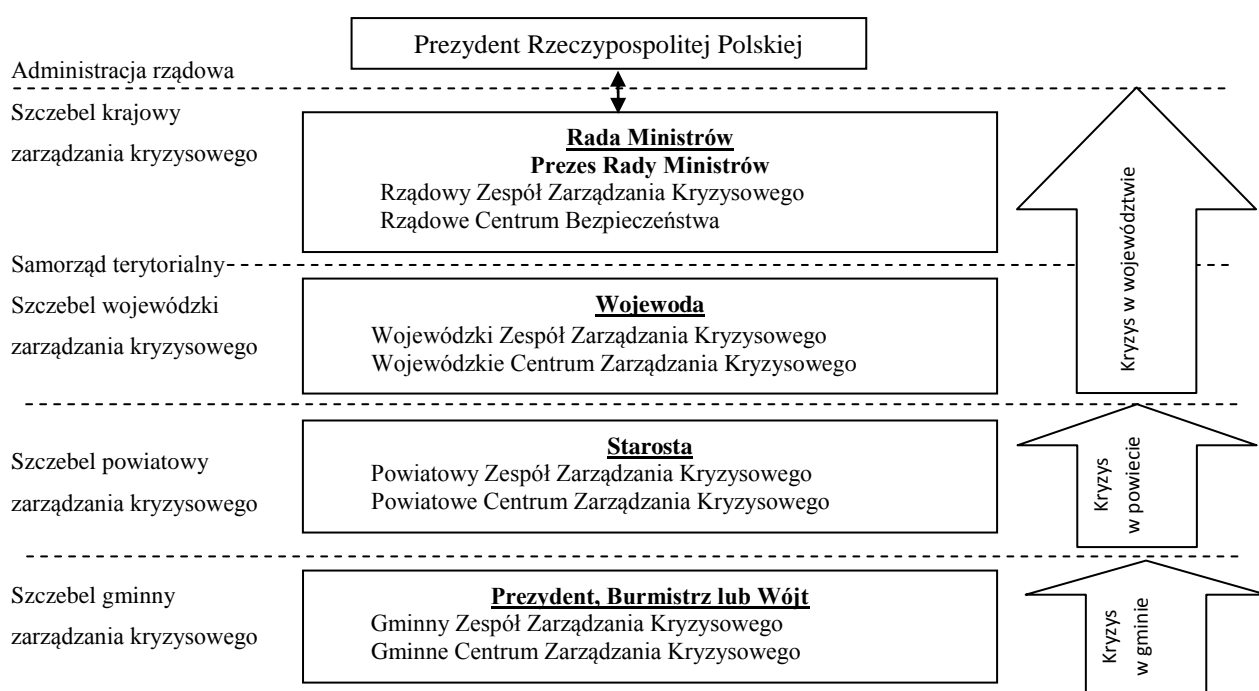 Prezydent Rzeczypospolitej Polskiej
Administracja rządowa
Szczebel krajowy
zarządzania kryzysowego
Rada Ministrów
Prezes Rady Ministrów
Rządowy Zespół Zarządzania Kryzysowego
Rządowe Centrum Bezpieczeństwa
Kryzys w województwie
Samorząd terytorialny
Szczebel wojewódzki
zarządzania kryzysowego
Wojewoda
Wojewódzki Zespół Zarządzania Kryzysowego
Wojewódzkie Centrum Zarządzania Kryzysowego
Szczebel powiatowy
zarządzania kryzysowego
Starosta
Powiatowy Zespół Zarządzania Kryzysowego
Powiatowe Centrum Zarządzania Kryzysowego
Kryzys
w powiecie
Szczebel gminny
zarządzania kryzysowego
Prezydent, Burmistrz lub Wójt
Gminny Zespół Zarządzania Kryzysowego
Gminne Centrum Zarządzania Kryzysowego
Kryzys
w gminie